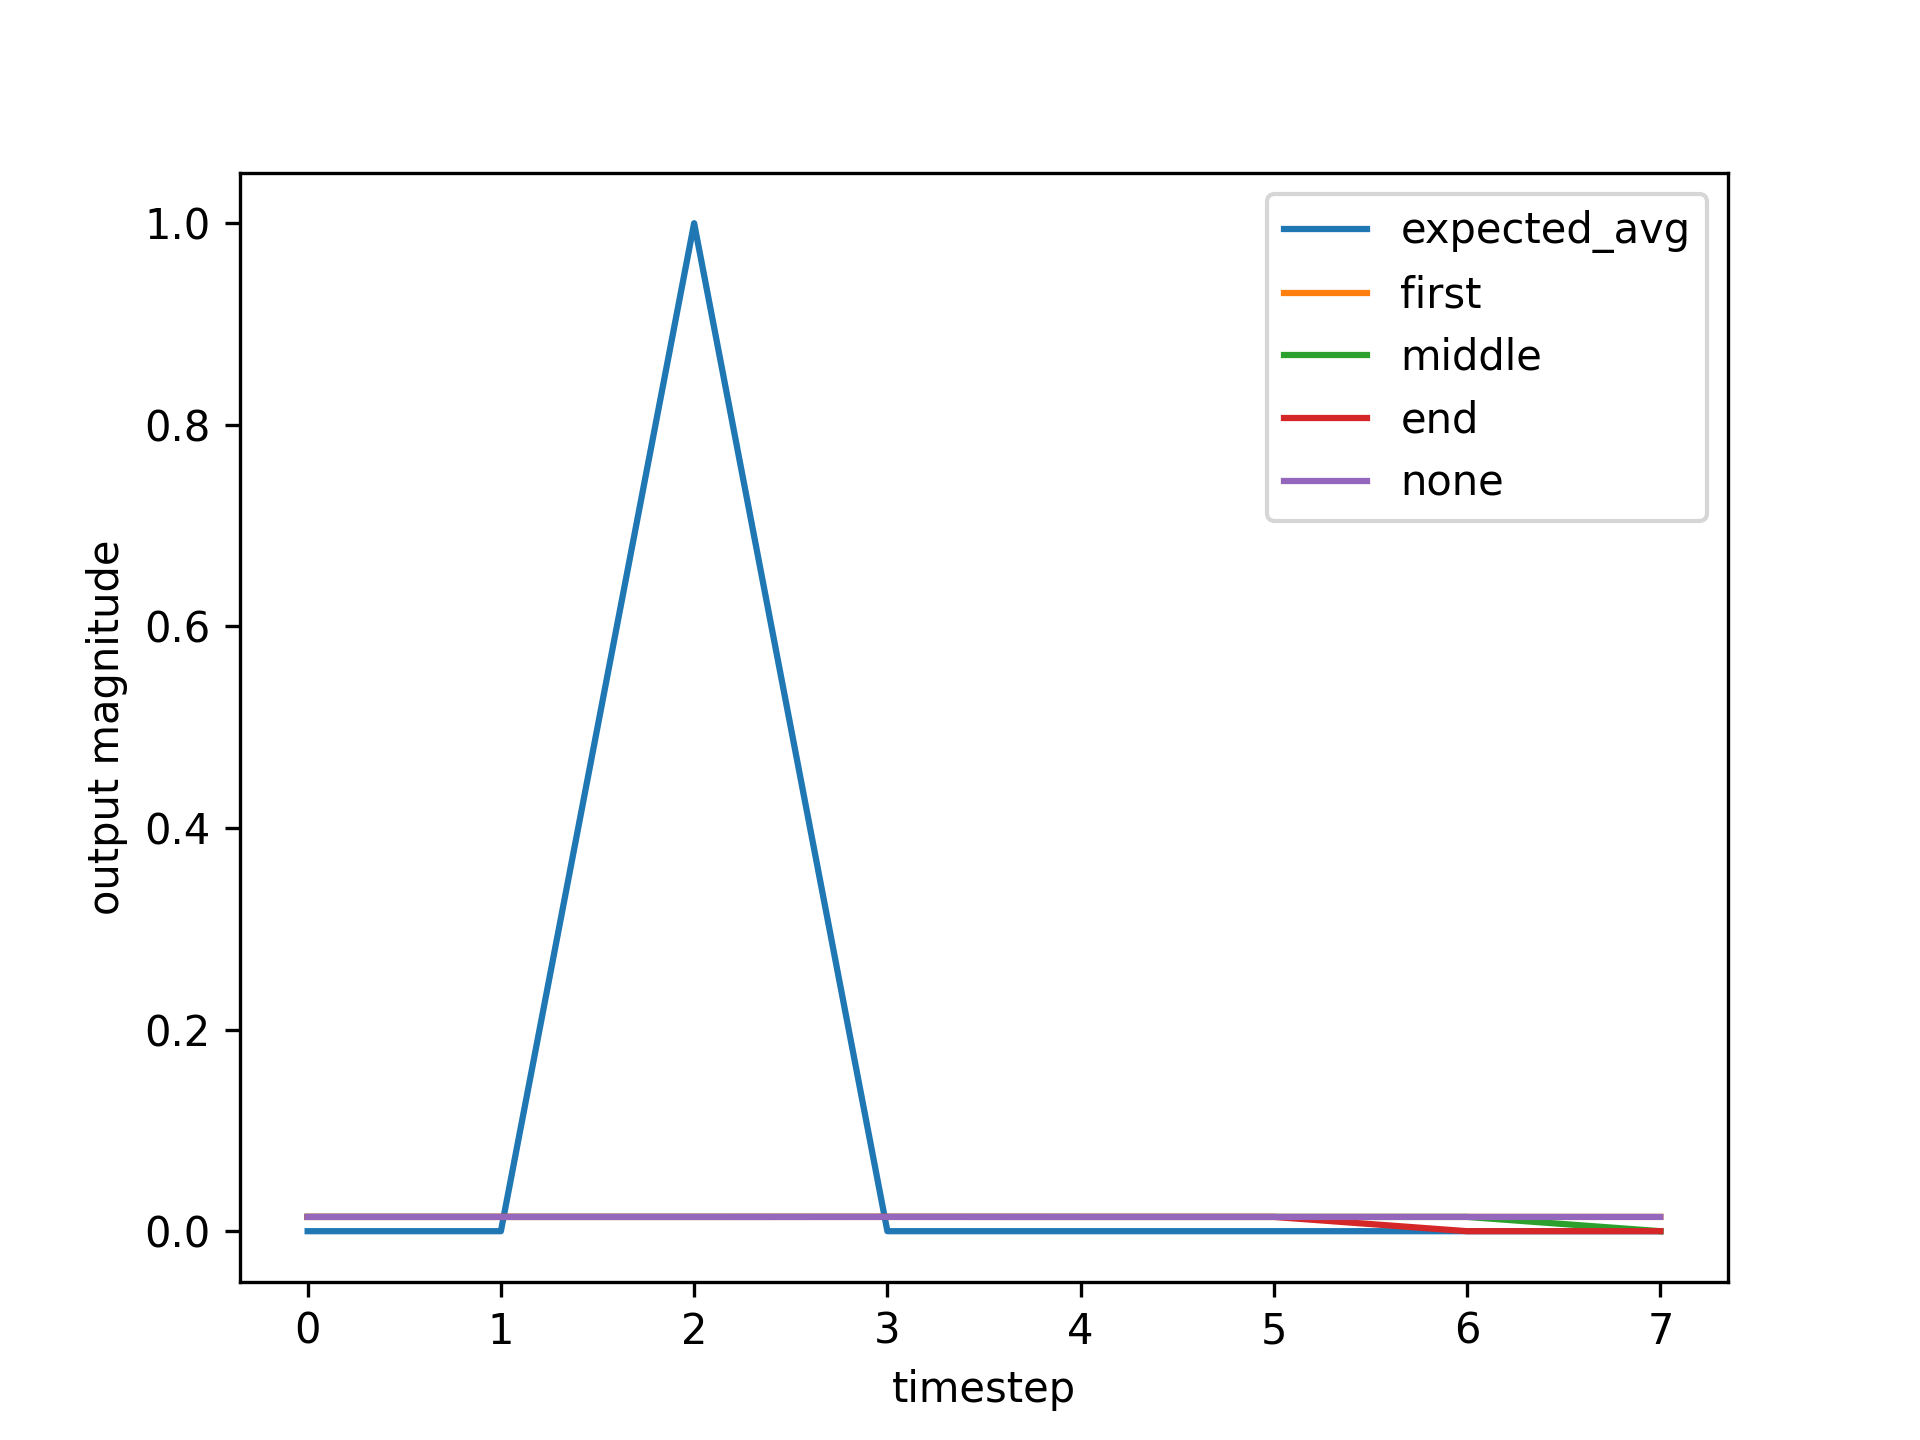 expected_avg
first
middle
end
none
output magnitude
1.0
0.8
0.6
0.4
0.2
0.0
0 1 2 3 4 5 6 7
timestep